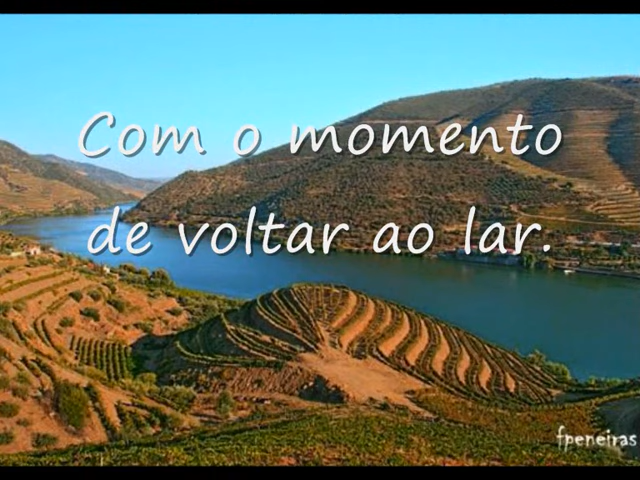 Com o momento
de voltar ao lar.
fpeneiras